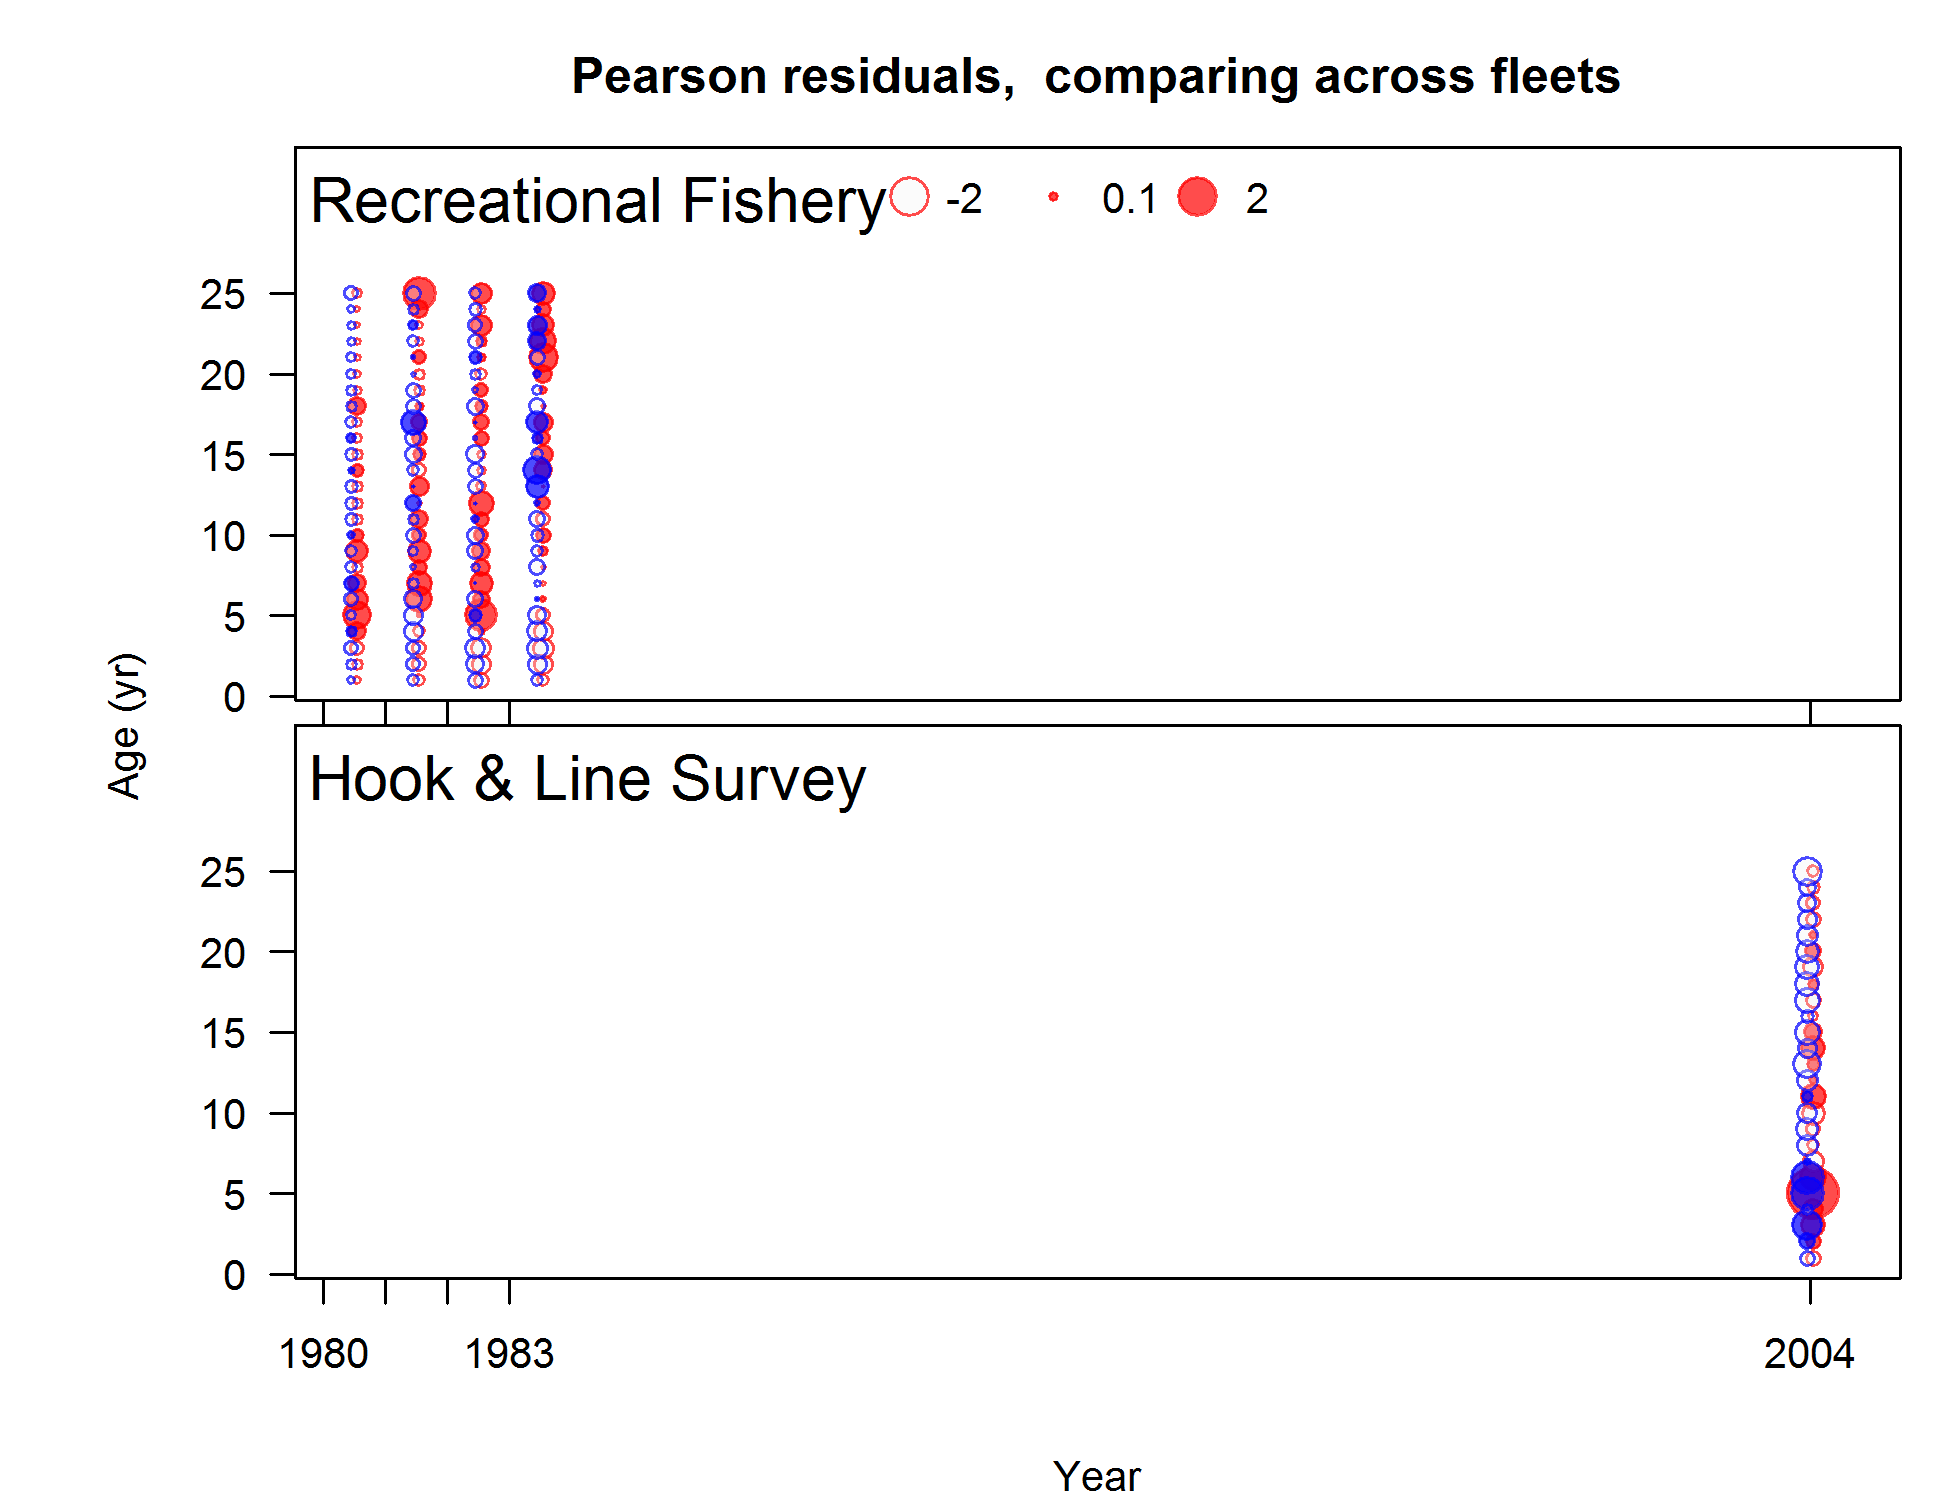 Pearson residuals,  comparing across fleets
Recreational Fishery -2 0.1 2
25
20
15
10
5
0
Age (yr)
Hook & Line Survey
25
20
15
10
5
0
1980 1983 2004
Year